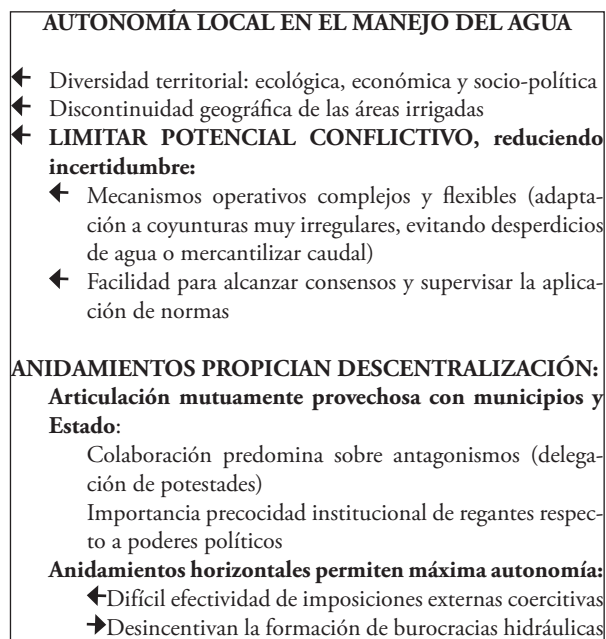 AUTONOMÍA LOCAL EN EL MANEJO DEL AGUA
← Diversidad territorial: ecológica, económica y socio-política
← Discontinuidad geográfica de las áreas irrigadas
← LIMITAR POTENCIAL CONFLICTIVO, reduciendo
incertidumbre:
← Mecanismos operativos complejos y flexibles (adapta-
ción a coyunturas muy irregulares, evitando desperdicios
de agua o mercantilizar caudal)
← Facilidad para alcanzar consensos y supervisar la aplica-
ción de normas
ANIDAMIENTOS PROPICIAN DESCENTRALIZACIÓN:
Articulación mutuamente provechosa con municipios y
Estado:
Colaboración predomina sobre antagonismos (delega-
ción de potestades)
Importancia precocidad institucional de regantes respec-
to a poderes políticos
Anidamientos horizontales permiten máxima autonomía:
←Difícil efectividad de imposiciones externas coercitivas
→Desincentivan la formación de burocracias hidráulicas